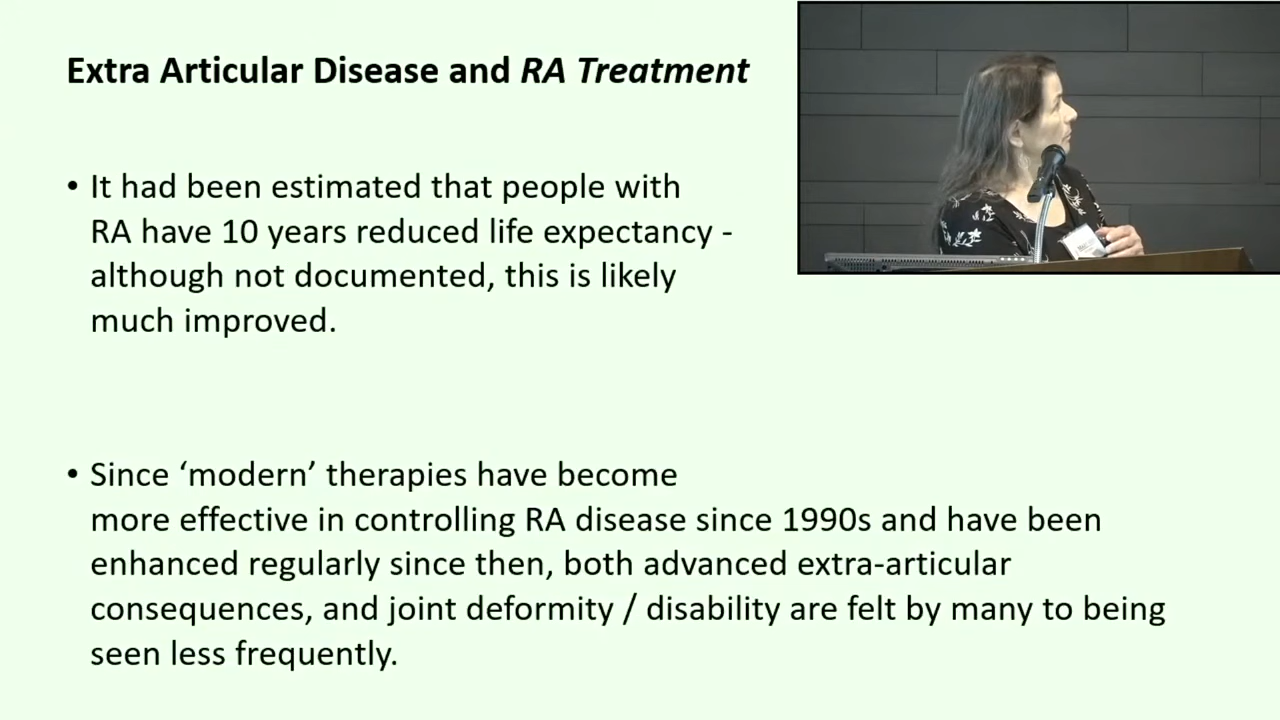 Extra Articular Disease and RA Treatment
• It had been estimated that people with
RA have 10 years reduced life expectancy -
although not documented, this is likely
much improved.
• Since ‘modern’ therapies have become
more effective in controlling RA disease since 1990s and have been
enhanced regularly since then, both advanced extra-articular
consequences, and joint deformity / disability are felt by many to being
seen less frequently.